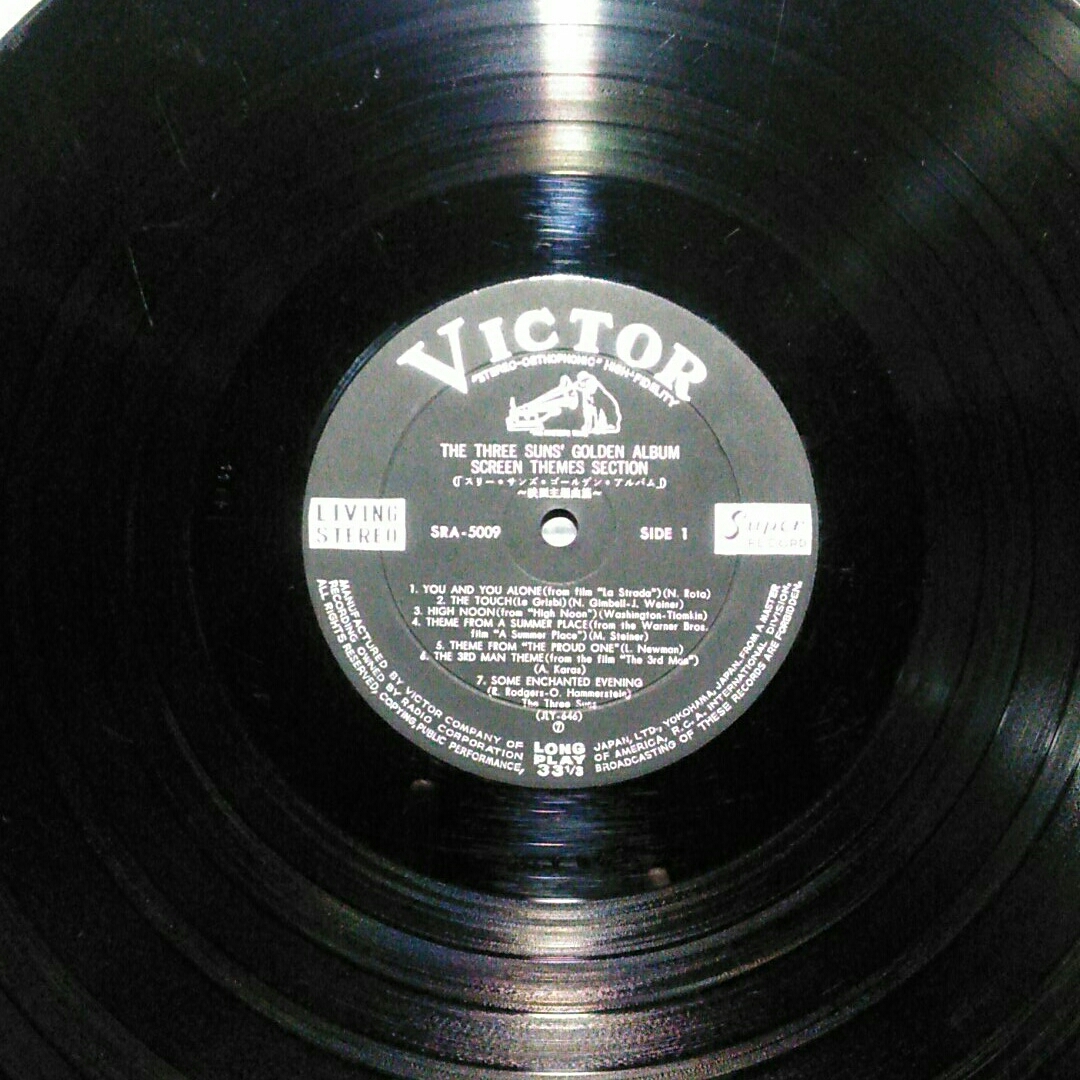 VICTOR
"STEREO-ORTHOPHONIC" HIGH-FIDELITY
THE THREE SUNS' GOLDEN ALBUM
SCREEN THEMES SECTION
(「スリー・サンズ・ゴールデン・アルバム」)
~映画主題曲集~
LIVING
STEREO
SRA-5009
SIDE 1
Super
RECORD
1. YOU AND YOU ALONE(from film "La Strada")(N. Rota)
2. THE TOUCH(Le Grisbi)(N. Gimbell-J. Weiner)
3. HIGH NOON(from "High Noon")(Washington-Tiomkin)
4. THEME FROM A SUMMER PLACE(from the Warner Bros.
film "A Summer Place")(M. Steiner)
5. THEME FROM "THE PROUD ONE"(L. Newman)
6. THE 3RD MAN THEME(from the film "The 3rd Man")
(A. Karas)
7. SOME ENCHANTED EVENING
(R. Rodgers-O. Hammerstein)
The Three Suns
(JLY-646)
⑦
LONG
PLAY
33 1/3
MANUFACTURED BY VICTOR COMPANY OF JAPAN, LTD., YOKOHAMA, JAPAN, FROM A MASTER
RECORDING OWNED BY RADIO CORPORATION OF AMERICA, R.C.A. INTERNATIONAL DIVISION,
ALL RIGHTS RESERVED, COPYING, PUBLIC PERFORMANCE, BROADCASTING OF THESE RECORDS ARE FORBIDDEN.